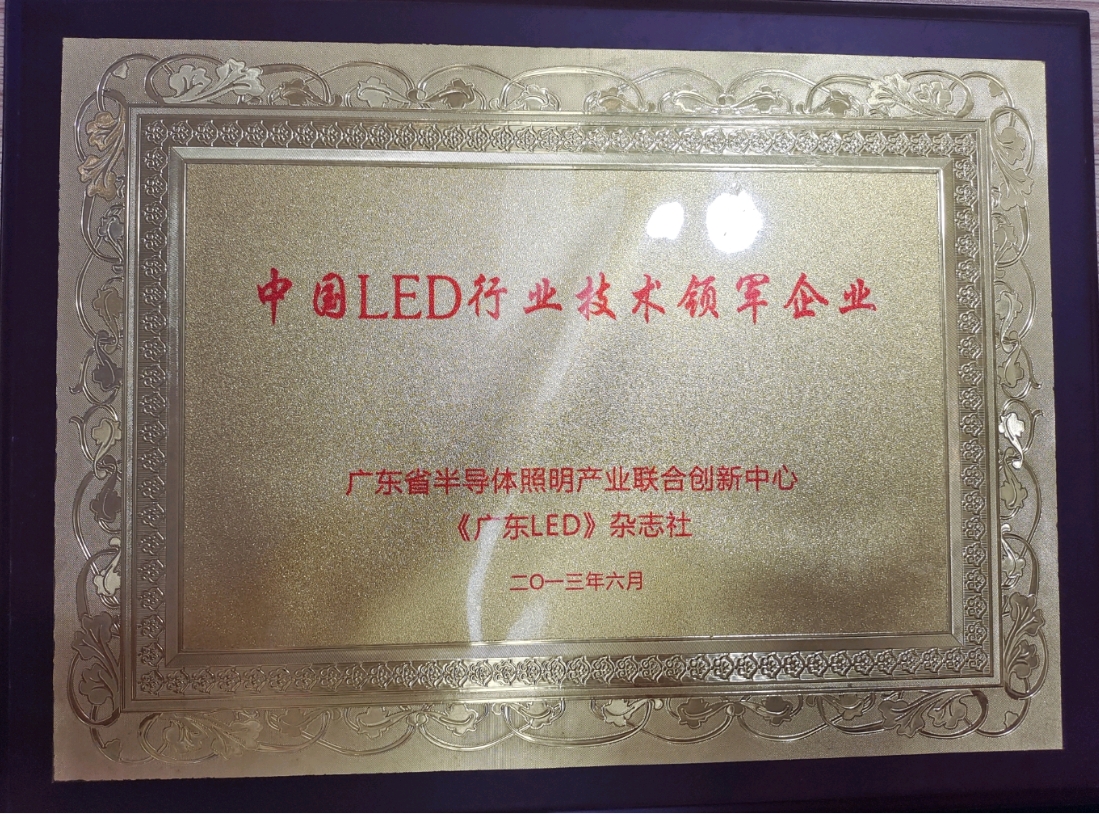 中国LED行业技术领军企业
广东省半导体照明产业联合创新中心
《广东LED》杂志社
二〇一三年六月